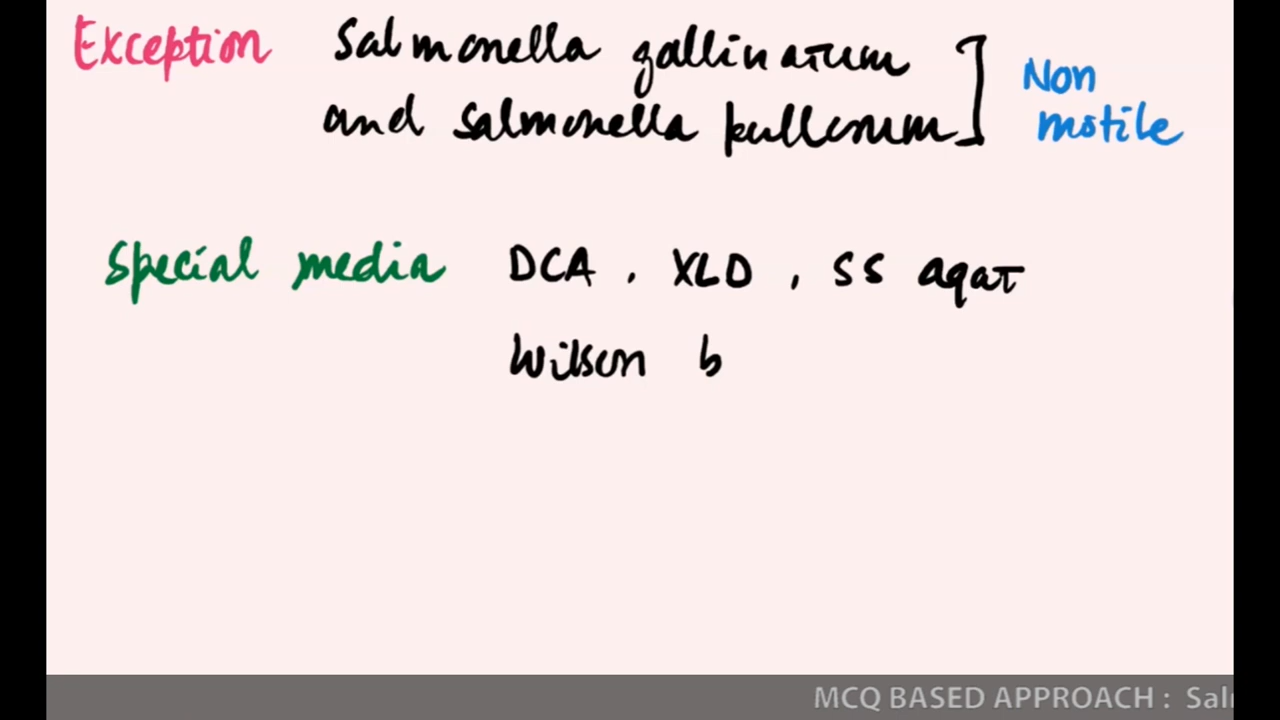 Exception Salmonella gallinarum
and salmonella pullorum
Non
motile
Special media DCA, XLD, SS agar
Wilson b
MCQ BASED APPROACH : Sal